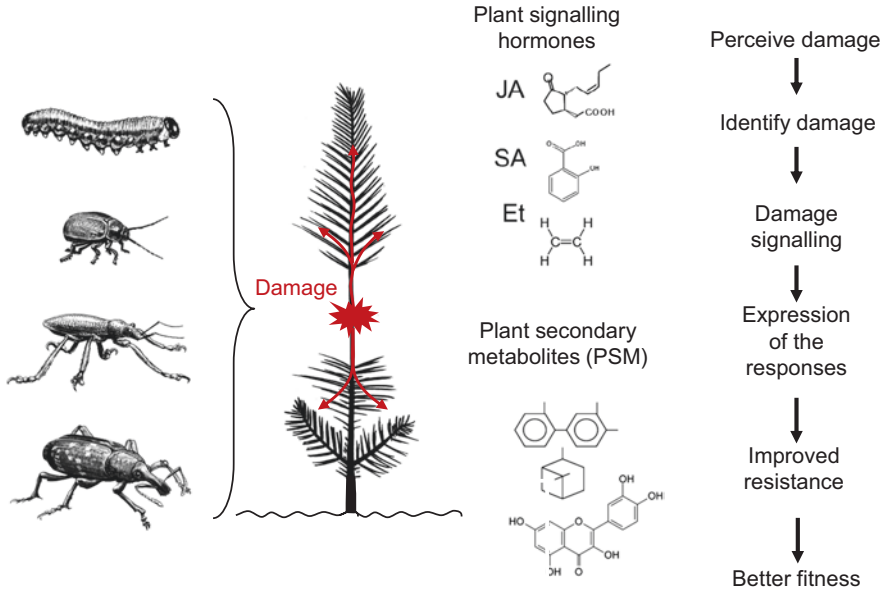 Plant signalling
hormones
JA
O
COOH
SA
O
OH
OH
Et
H
H
C=C
H
H
Damage
Plant secondary
metabolites (PSM)
OH
OH
HO
O
OH
OH
O
Perceive damage
Identify damage
Damage
signalling
Expression
of the
responses
Improved
resistance
Better fitness